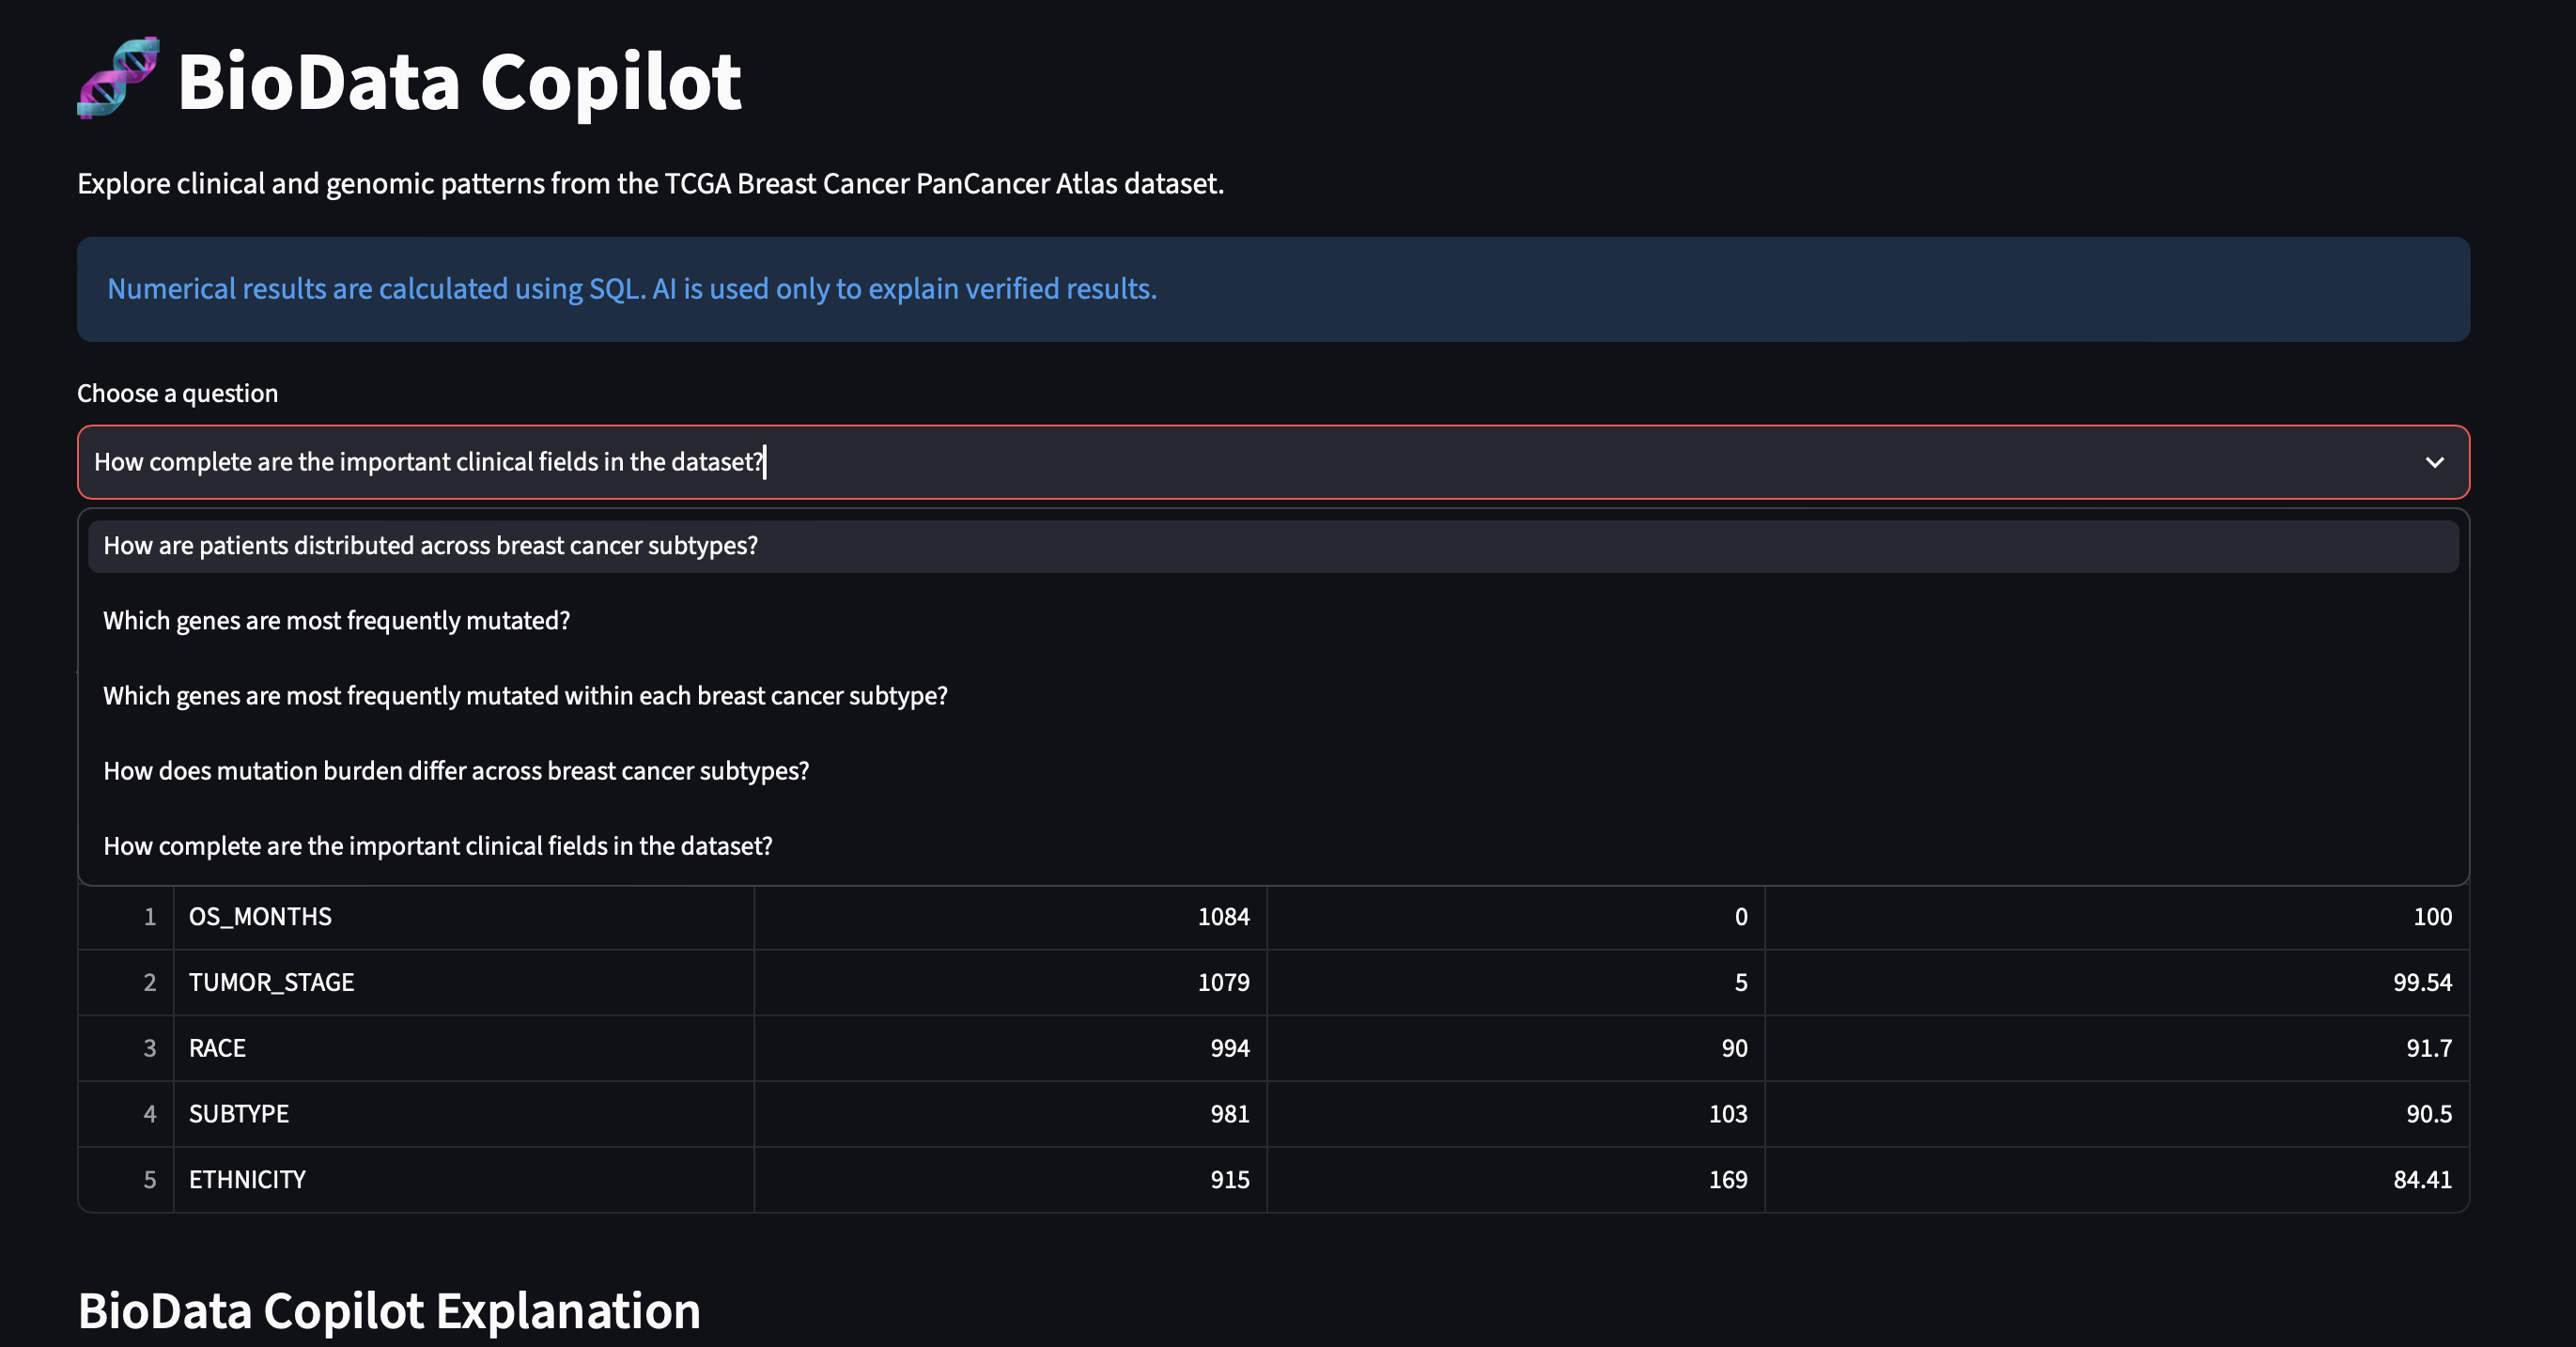 BioData Copilot
Explore clinical and genomic patterns from the TCGA Breast Cancer PanCancer Atlas dataset.
Numerical results are calculated using SQL. AI is used only to explain verified results.
Choose a question
How complete are the important clinical fields in the dataset?
How are patients distributed across breast cancer subtypes?
Which genes are most frequently mutated?
Which genes are most frequently mutated within each breast cancer subtype?
How does mutation burden differ across breast cancer subtypes?
How complete are the important clinical fields in the dataset?
1 OS_MONTHS 1084 0 100
2 TUMOR_STAGE 1079 5 99.54
3 RACE 994 90 91.7
4 SUBTYPE 981 103 90.5
5 ETHNICITY 915 169 84.41
BioData Copilot Explanation